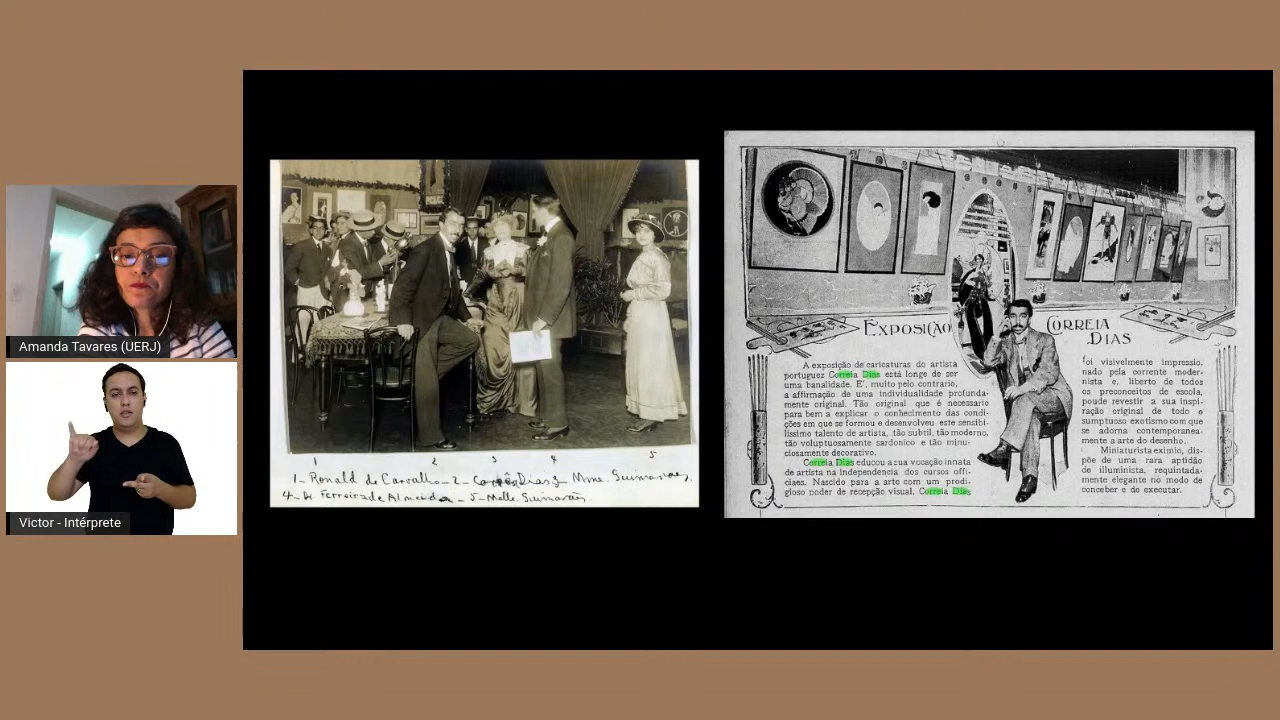 Amanda Tavares (UERJ)
Victor - Intérprete
1 2 3 4 5
1- Ronald de Carvalho - 2- Corrêa Dias 3- Mme. Guimarães,
4- Ferreira de Almeida - 5- Melle. Guimarães.
EXPOSIÇÃO CORREIA
DIAS
A exposição de caricaturas do artista
portuguez Correia Dias está longe de ser
uma banalidade. E', muito pelo contrario,
a affirmação de uma individualidade profunda-
mente original. Tão original que é necessario
para bem a explicar o conhecimento das condi-
ções em que se formou e desenvolveu este sensibi-
lissimo talento de artista, tão subtil, tão moderno,
tão voluptuosamente sardonico e tão minu-
ciosamente decorativo.
Correia Dias educou a sua vocação innata
de artista na independencia dos cursos offi-
ciaes. Nascido para a arte com um prodi-
gioso poder de recepção visual, Correia Dias
foi visivelmente impressio-
nado pela corrente moder-
nista e, liberto de todos
os preconceitos de escola,
poude revestir a sua inspi-
ração original de todo o
sumptuoso exotismo com que
se adorna contemporanea-
mente a arte do desenho.
Miniaturista eximio, dis-
põe de uma rara aptidão
de illuminista, requintada-
mente elegante no modo de
conceber e de executar.